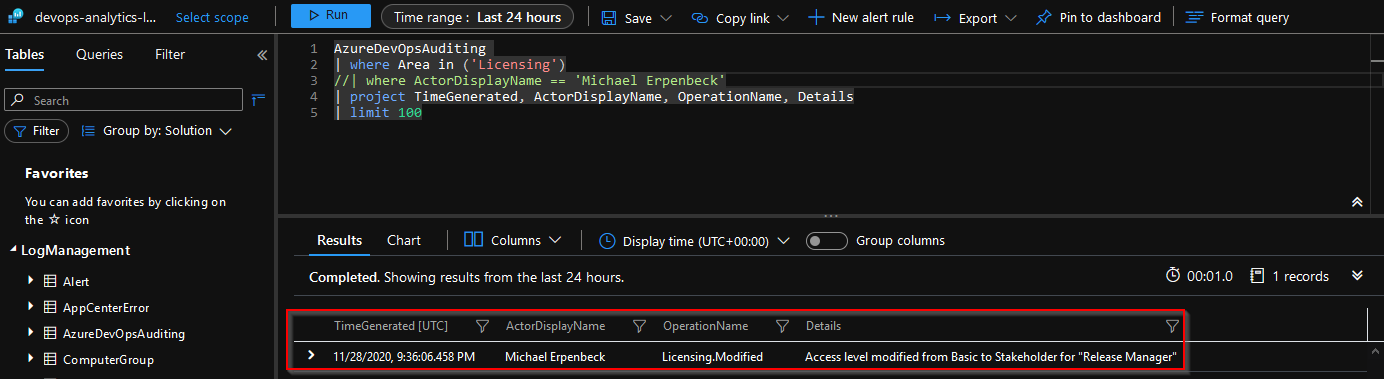 devops-analytics-l... Select scope Run Time range : Last 24 hours Save Copy link New alert rule Export Pin to dashboard Format query
Tables Queries Filter
Search
Filter Group by: Solution
Favorites
You can add favorites by clicking on
the ☆ icon
LogManagement
Alert
AppCenterError
AzureDevOpsAuditing
ComputerGroup
1 AzureDevOpsAuditing
2 | where Area in ('Licensing')
3 //| where ActorDisplayName == 'Michael Erpenbeck'
4 | project TimeGenerated, ActorDisplayName, OperationName, Details
5 | limit 100
Results Chart Columns Display time (UTC+00:00) Group columns
Completed. Showing results from the last 24 hours. 00:01.0 1 records
TimeGenerated [UTC] ActorDisplayName OperationName Details
11/28/2020, 9:36:06.458 PM Michael Erpenbeck Licensing.Modified Access level modified from Basic to Stakeholder for "Release Manager"